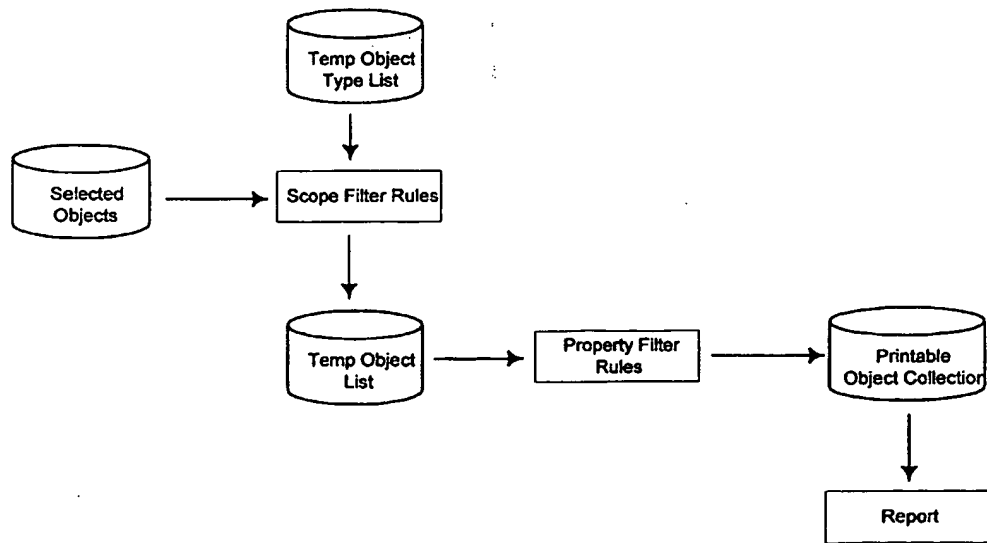 Temp Object
Type List
Selected
Objects
Scope Filter Rules
Temp Object
List
Property Filter
Rules
Printable
Object Collection
Report